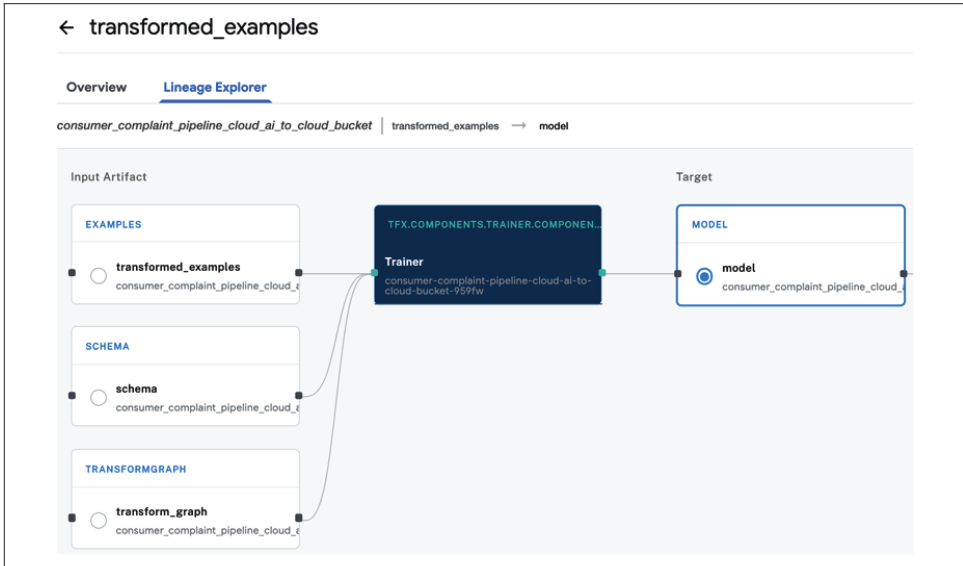 ← transformed_examples
Overview Lineage Explorer
consumer_complaint_pipeline_cloud_ai_to_cloud_bucket | transformed_examples → model
Input Artifact
Target
EXAMPLES
transformed_examples
consumer_complaint_pipeline_cloud_a
SCHEMA
schema
consumer_complaint_pipeline_cloud_a
TRANSFORMGRAPH
transform_graph
consumer_complaint_pipeline_cloud_a
TFX.COMPONENTS.TRAINER.COMPONEN...
Trainer
consumer-complaint-pipeline-cloud-ai-to-
cloud-bucket-959fw
MODEL
model
consumer_complaint_pipeline_cloud_a